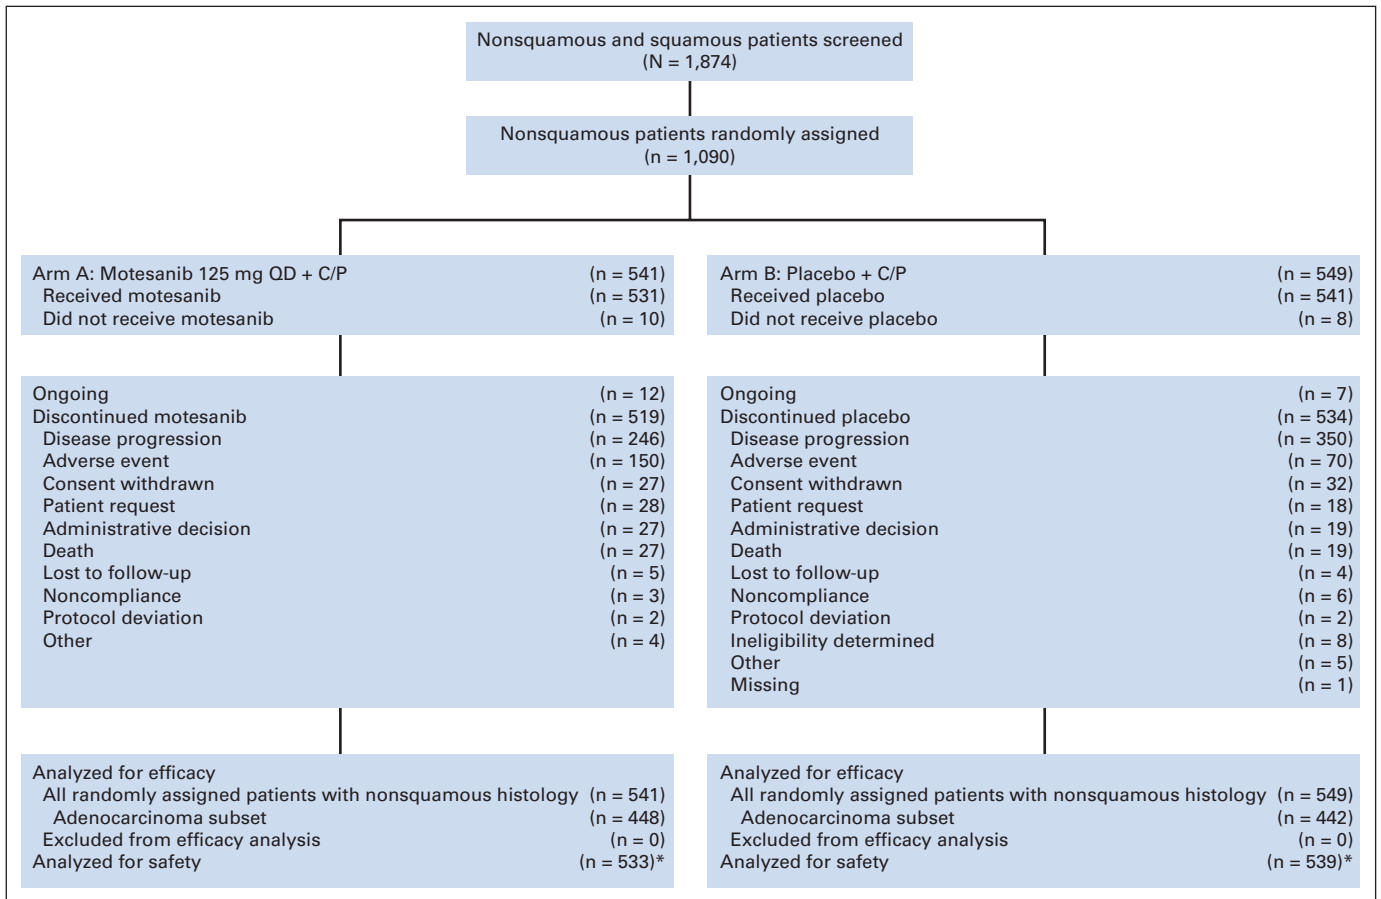 Nonsquamous and squamous patients screened
(N = 1,874)
Nonsquamous patients randomly assigned
(n = 1,090)
Arm A: Motesanib 125 mg QD + C/P (n = 541)
Received motesanib (n = 531)
Did not receive motesanib (n = 10)
Arm B: Placebo + C/P (n = 549)
Received placebo (n = 541)
Did not receive placebo (n = 8)
Ongoing (n = 12)
Discontinued motesanib (n = 519)
Disease progression (n = 246)
Adverse event (n = 150)
Consent withdrawn (n = 27)
Patient request (n = 28)
Administrative decision (n = 27)
Death (n = 27)
Lost to follow-up (n = 5)
Noncompliance (n = 3)
Protocol deviation (n = 2)
Other (n = 4)
Ongoing (n = 7)
Discontinued placebo (n = 534)
Disease progression (n = 350)
Adverse event (n = 70)
Consent withdrawn (n = 32)
Patient request (n = 18)
Administrative decision (n = 19)
Death (n = 19)
Lost to follow-up (n = 4)
Noncompliance (n = 6)
Protocol deviation (n = 2)
Ineligibility determined (n = 8)
Other (n = 5)
Missing (n = 1)
Analyzed for efficacy
All randomly assigned patients with nonsquamous histology (n = 541)
Adenocarcinoma subset (n = 448)
Excluded from efficacy analysis (n = 0)
Analyzed for safety (n = 533)*
Analyzed for efficacy
All randomly assigned patients with nonsquamous histology (n = 549)
Adenocarcinoma subset (n = 442)
Excluded from efficacy analysis (n = 0)
Analyzed for safety (n = 539)*